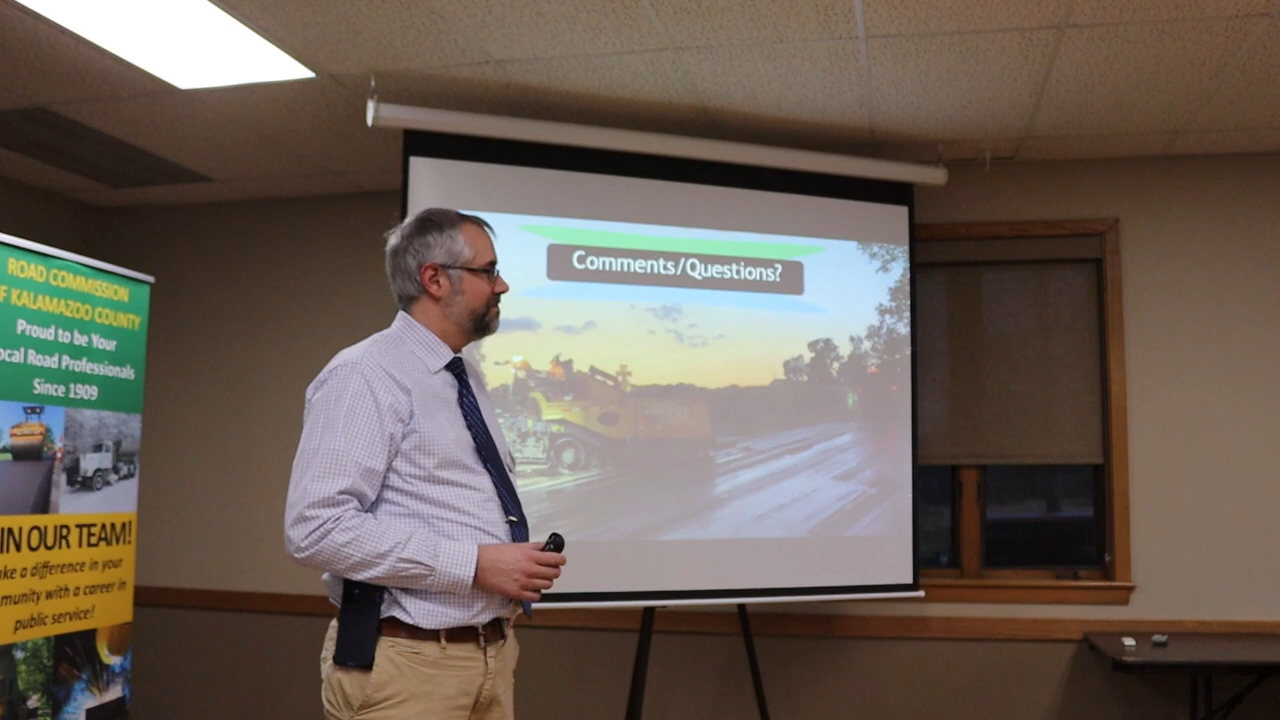 ROAD COMMISSION
F KALAMAZOO COUNTY
Proud to be Your
ocal Road Professionals
Since 1909
IN OUR TEAM!
ke a difference in your
munity with a career in
public service!
Comments/Questions?